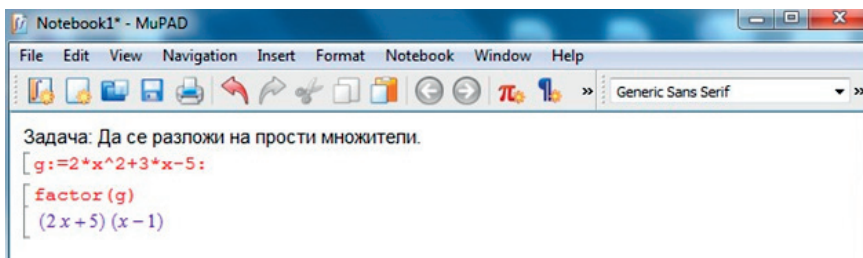 Notebook1* - MuPAD
File Edit View Navigation Insert Format Notebook Window Help
π ¶ » Generic Sans Serif »
Задача: Да се разложи на прости множители.
[ g:=2*x^2+3*x-5:
[ factor(g)
(2 x + 5) (x − 1)